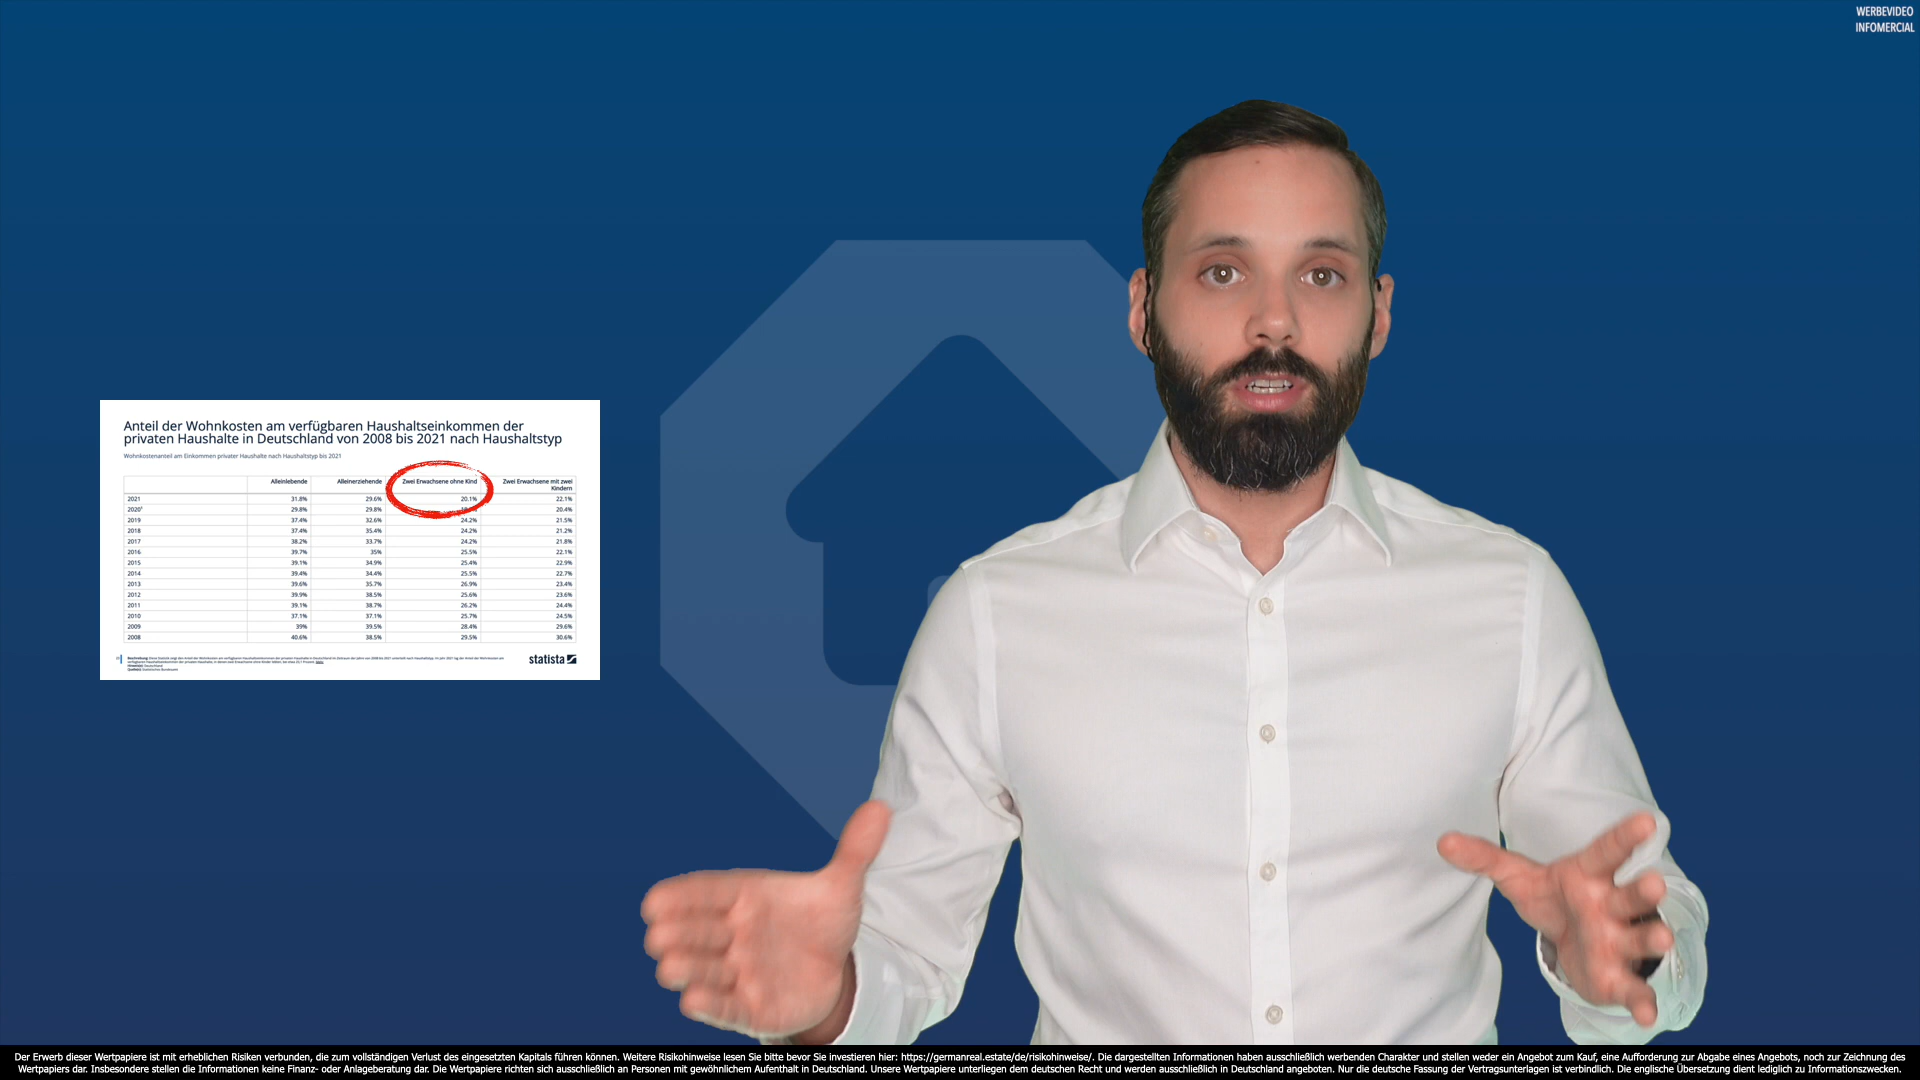 WERBEVIDEO
INFOMERCIAL
Anteil der Wohnkosten am verfügbaren Haushaltseinkommen der
privaten Haushalte in Deutschland von 2008 bis 2021 nach Haushaltstyp
Wohnkostenanteil am Einkommen privater Haushalte nach Haushaltstyp bis 2021
Alleinlebende Alleinerziehende Zwei Erwachsene ohne Kind Zwei Erwachsene mit zwei
Kindern
2021 31.8% 29.6% 20.1% 22.1%
2020¹ 29.8% 29.8% 20.4%
2019 37.4% 32.6% 24.2% 21.5%
2018 37.4% 35.4% 24.2% 21.2%
2017 38.2% 33.7% 24.2% 21.8%
2016 39.7% 35% 25.5% 22.1%
2015 39.1% 34.9% 25.4% 22.9%
2014 39.4% 34.4% 25.5% 22.7%
2013 39.6% 35.7% 26.9% 23.4%
2012 39.9% 38.5% 25.6% 23.6%
2011 39.1% 38.7% 26.2% 24.4%
2010 37.1% 37.1% 25.7% 24.5%
2009 39% 39.5% 28.4% 29.6%
2008 40.6% 38.5% 29.5% 30.6%
statista
Der Erwerb dieser Wertpapiere ist mit erheblichen Risiken verbunden, die zum vollständigen Verlust des eingesetzten Kapitals führen können. Weitere Risikohinweise lesen Sie bitte bevor Sie investieren hier: https://germanreal.estate/de/risikohinweise/. Die dargestellten Informationen haben ausschließlich werbenden Charakter und stellen weder ein Angebot zum Kauf, eine Aufforderung zur Abgabe eines Angebots, noch zur Zeichnung des
Wertpapiers dar. Insbesondere stellen die Informationen keine Finanz- oder Anlageberatung dar. Die Wertpapiere richten sich ausschließlich an Personen mit gewöhnlichem Aufenthalt in Deutschland. Unsere Wertpapiere unterliegen dem deutschen Recht und werden ausschließlich in Deutschland angeboten. Nur die deutsche Fassung der Vertragsunterlagen ist verbindlich. Die englische Übersetzung dient lediglich zu Informationszwecken.